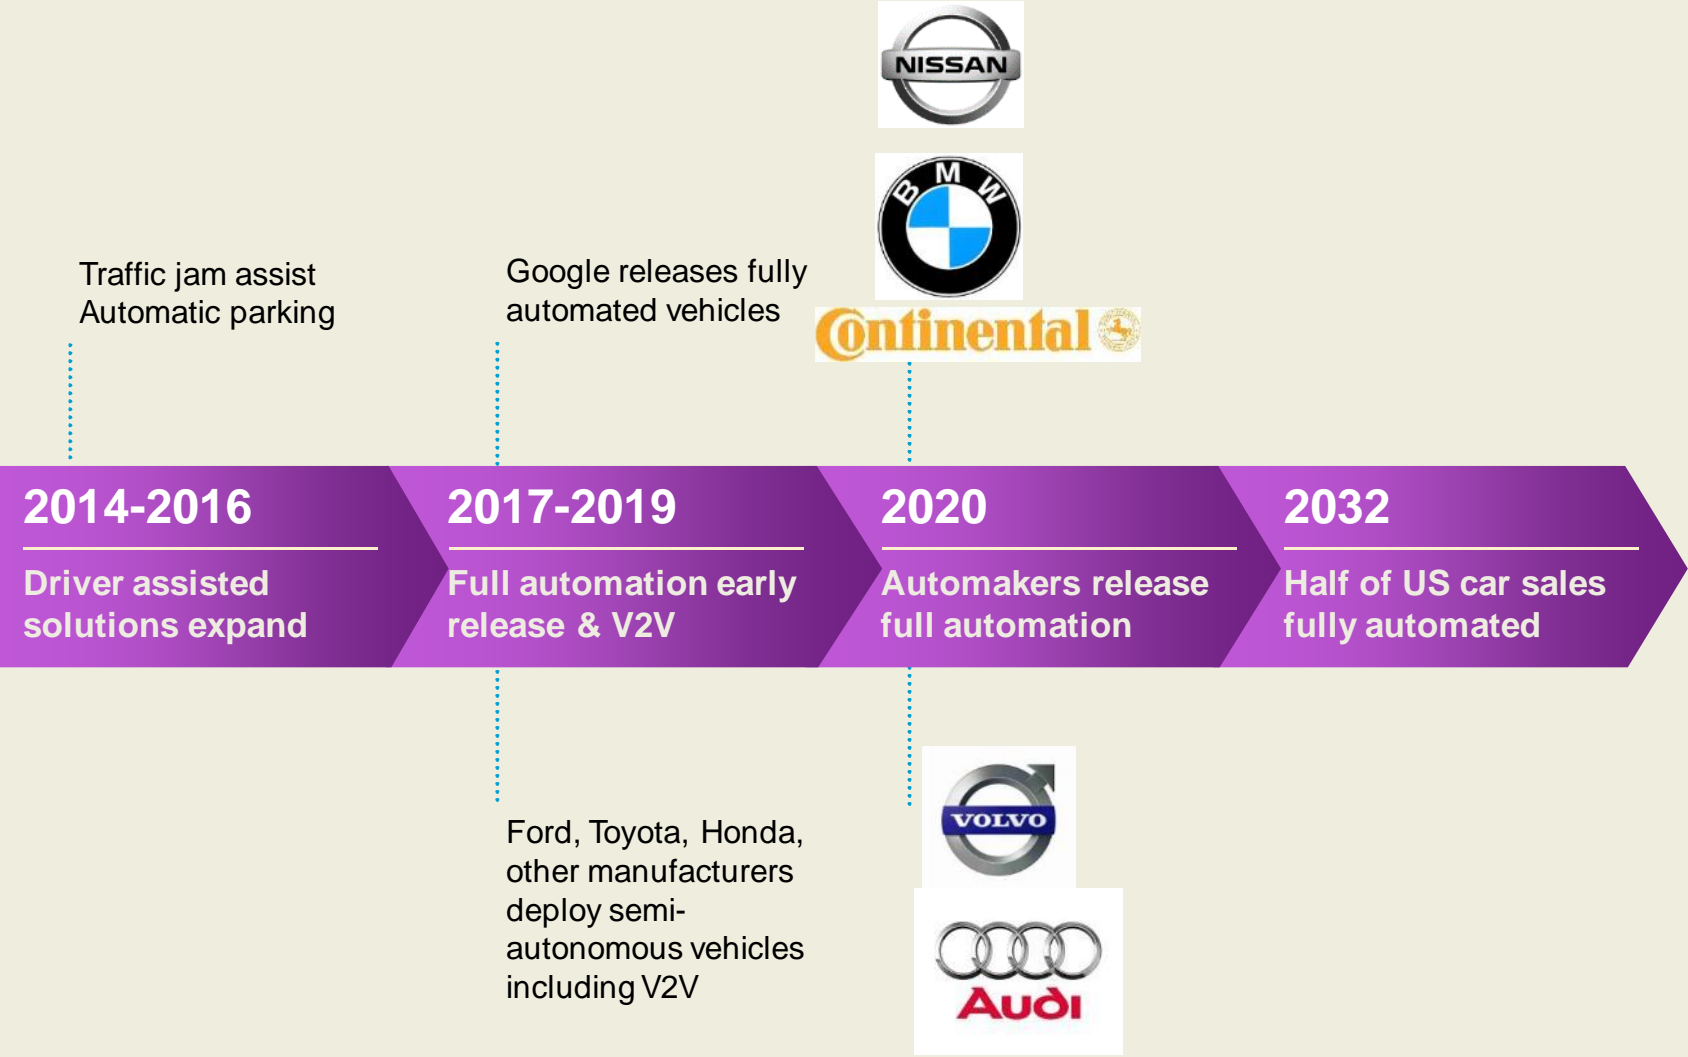 NISSAN
BMW
Continental
Traffic jam assist
Automatic parking
Google releases fully
automated vehicles
2014-2016
Driver assisted
solutions expand
2017-2019
Full automation early
release & V2V
2020
Automakers release
full automation
2032
Half of US car sales
fully automated
Ford, Toyota, Honda,
other manufacturers
deploy semi-
autonomous vehicles
including V2V
VOLVO
Audi